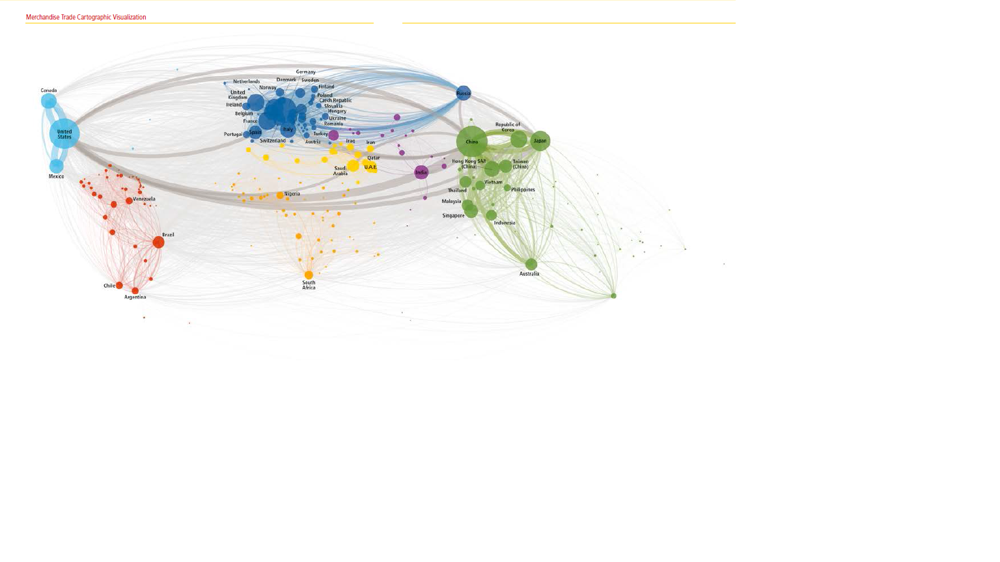 Merchandise Trade Cartographic Visualization
Germany
Netherlands
Denmark
Sweden
Canada
Norway
Finland
United
Kingdom
Poland
Russia
Czech Republic
Ireland
Slovakia
Hungary
Belgium
Ukraine
France
Romania
Republic of
Korea
United
States
Portugal
Spain
Italy
Turkey
Switzerland
Austria
Iraq
Iran
China
Japan
Qatar
Hong Kong SAR
(China)
Taiwan
(China)
Saudi
Arabia
U.A.E.
India
Mexico
Vietnam
Philippines
Thailand
Nigeria
Venezuela
Malaysia
Singapore
Indonesia
Brazil
Australia
South
Africa
Chile
Argentina